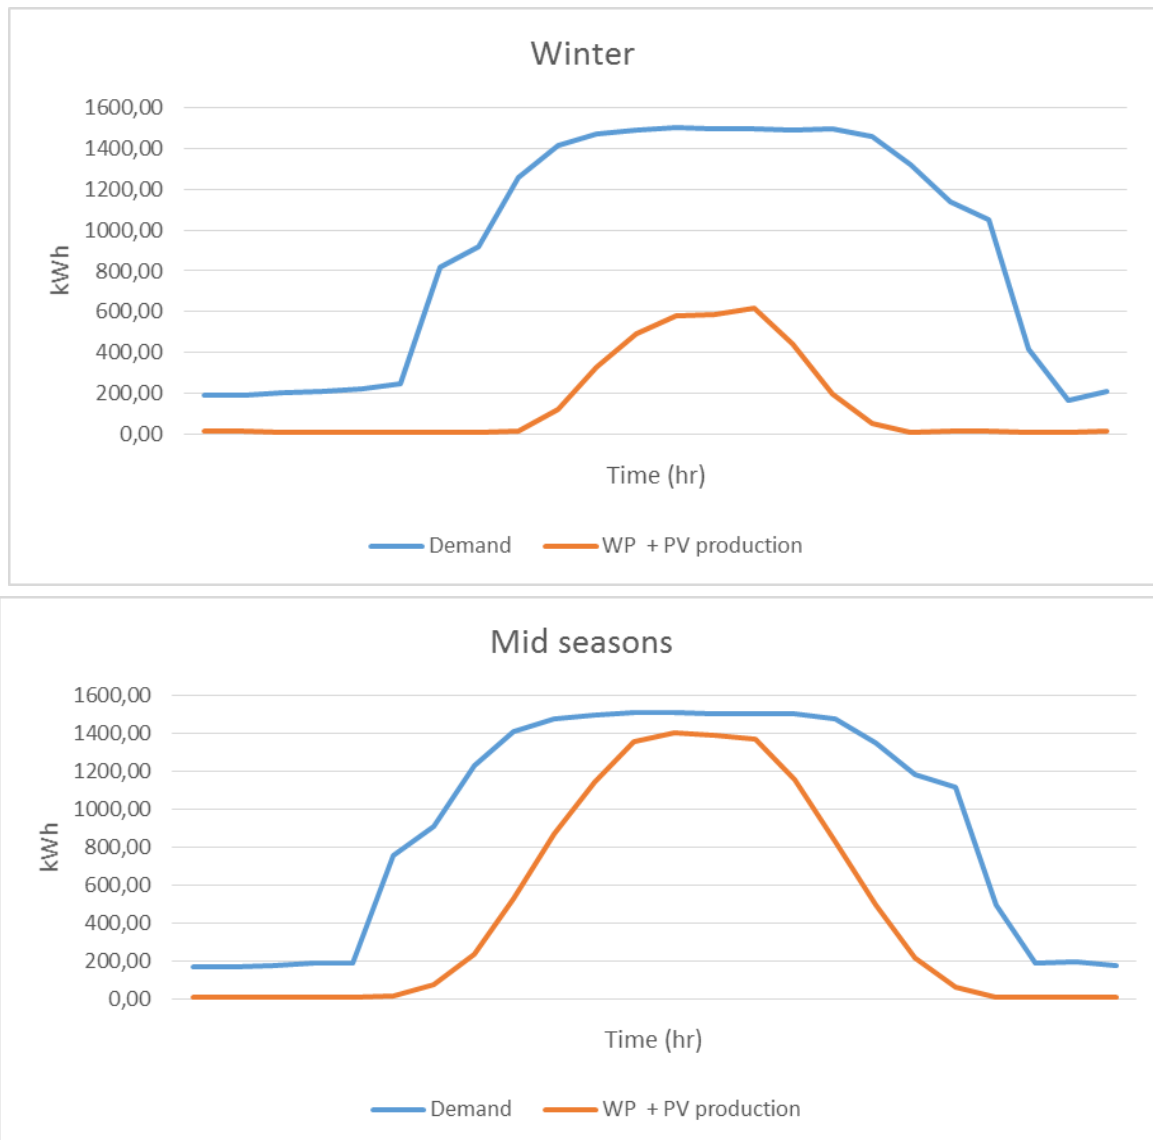 Winter
1600,00
1400,00
1200,00
1000,00
800,00
600,00
400,00
200,00
0,00
kWh
Time (hr)
Demand
WP + PV production
Mid seasons
1600,00
1400,00
1200,00
1000,00
800,00
600,00
400,00
200,00
0,00
kWh
Time (hr)
Demand
WP + PV production